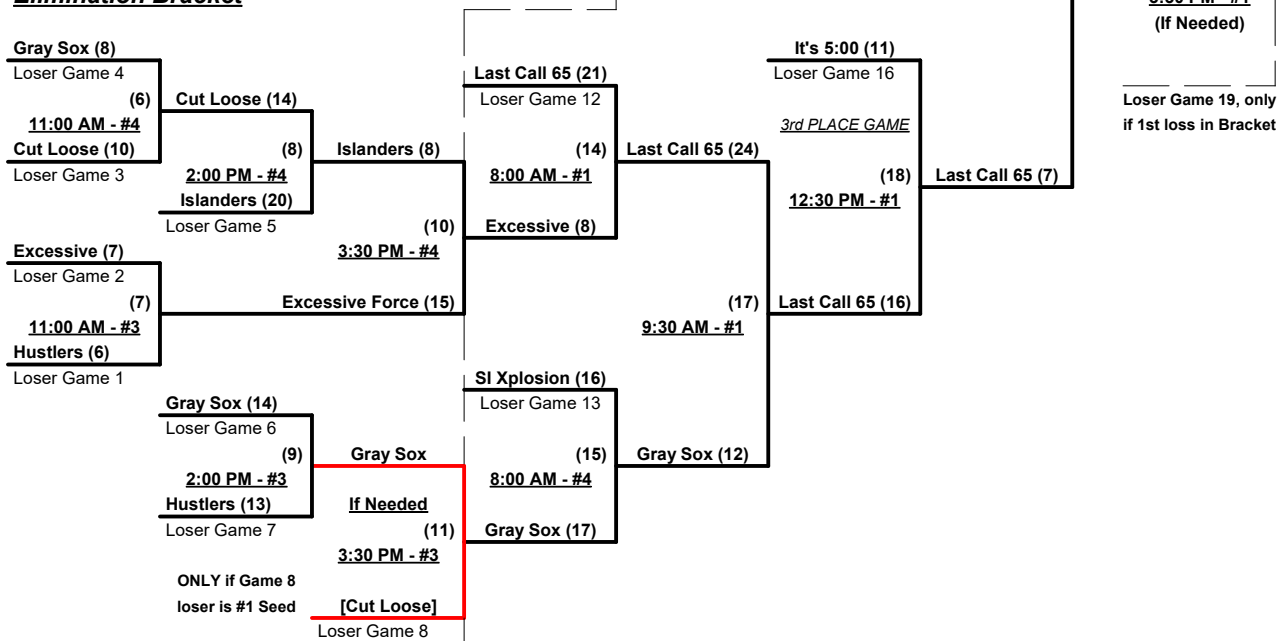 Elimination Bracket
Gray Sox (8)
Loser Game 4
(6)
11:00 AM - #4
Cut Loose (10)
Loser Game 3
Cut Loose (14)
(8)
2:00 PM - #4
Islanders (20)
Loser Game 5
Islanders (8)
(10)
3:30 PM - #4
Excessive (7)
Loser Game 2
(7)
11:00 AM - #3
Hustlers (6)
Loser Game 1
Excessive Force (15)
Gray Sox (14)
Loser Game 6
(9)
2:00 PM - #3
Hustlers (13)
Loser Game 7
Gray Sox
If Needed
(11)
3:30 PM - #3
ONLY if Game 8
loser is #1 Seed
[Cut Loose]
Loser Game 8
Last Call 65 (21)
Loser Game 12
(14)
8:00 AM - #1
Excessive (8)
Last Call 65 (24)
(17)
9:30 AM - #1
SI Xplosion (16)
Loser Game 13
(15)
8:00 AM - #4
Gray Sox (17)
Gray Sox (12)
It's 5:00 (11)
Loser Game 16
3rd PLACE GAME
(18)
12:30 PM - #1
Last Call 65 (16)
Last Call 65 (7)
(If Needed)
Loser Game 19, only
if 1st loss in Bracket